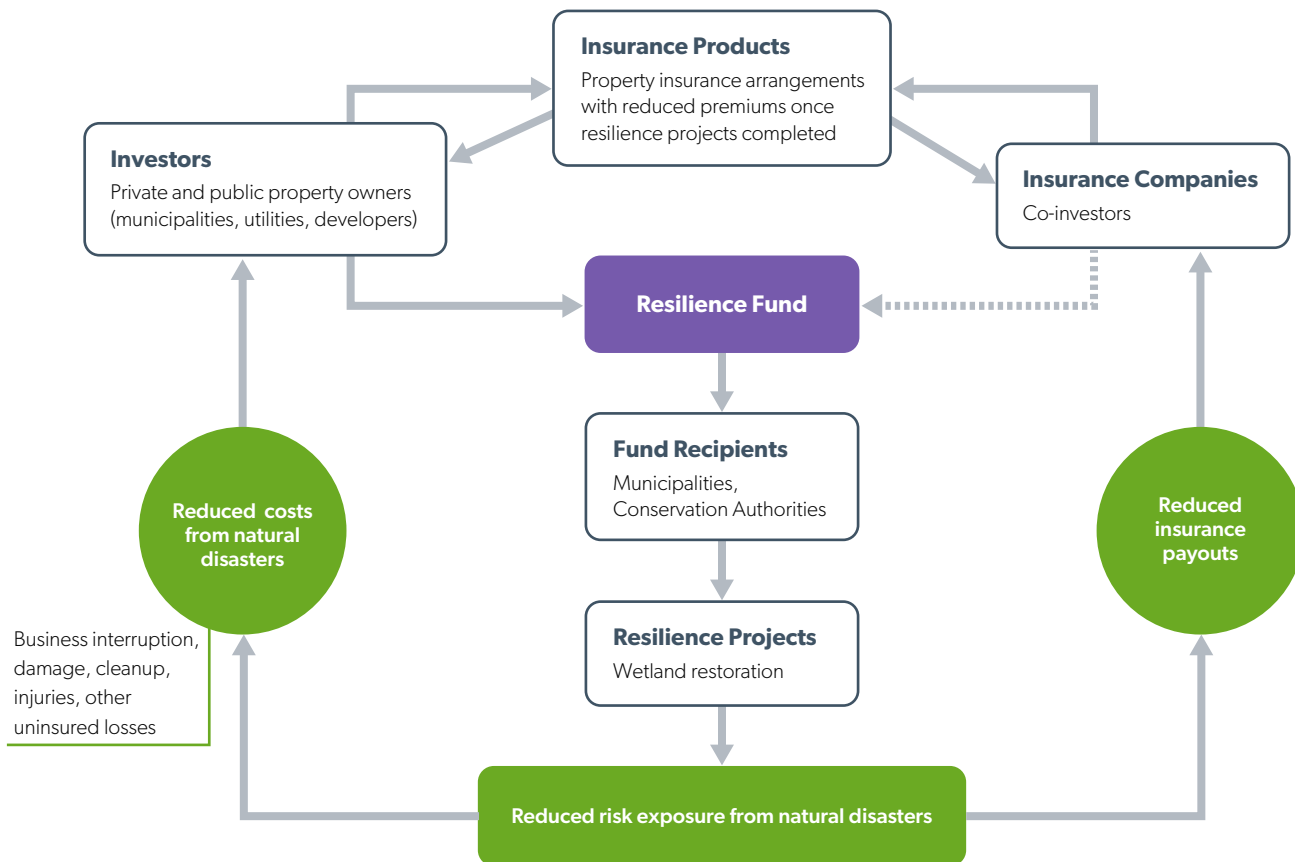 Insurance Products
Property insurance arrangements
with reduced premiums once
resilience projects completed
Investors
Private and public property owners
(municipalities, utilities, developers)
Insurance Companies
Co-investors
Resilience Fund
Fund Recipients
Municipalities,
Conservation Authorities
Reduced costs
from natural
disasters
Reduced
insurance
payouts
Business interruption,
damage, cleanup,
injuries, other
uninsured losses
Resilience Projects
Wetland restoration
Reduced risk exposure from natural disasters